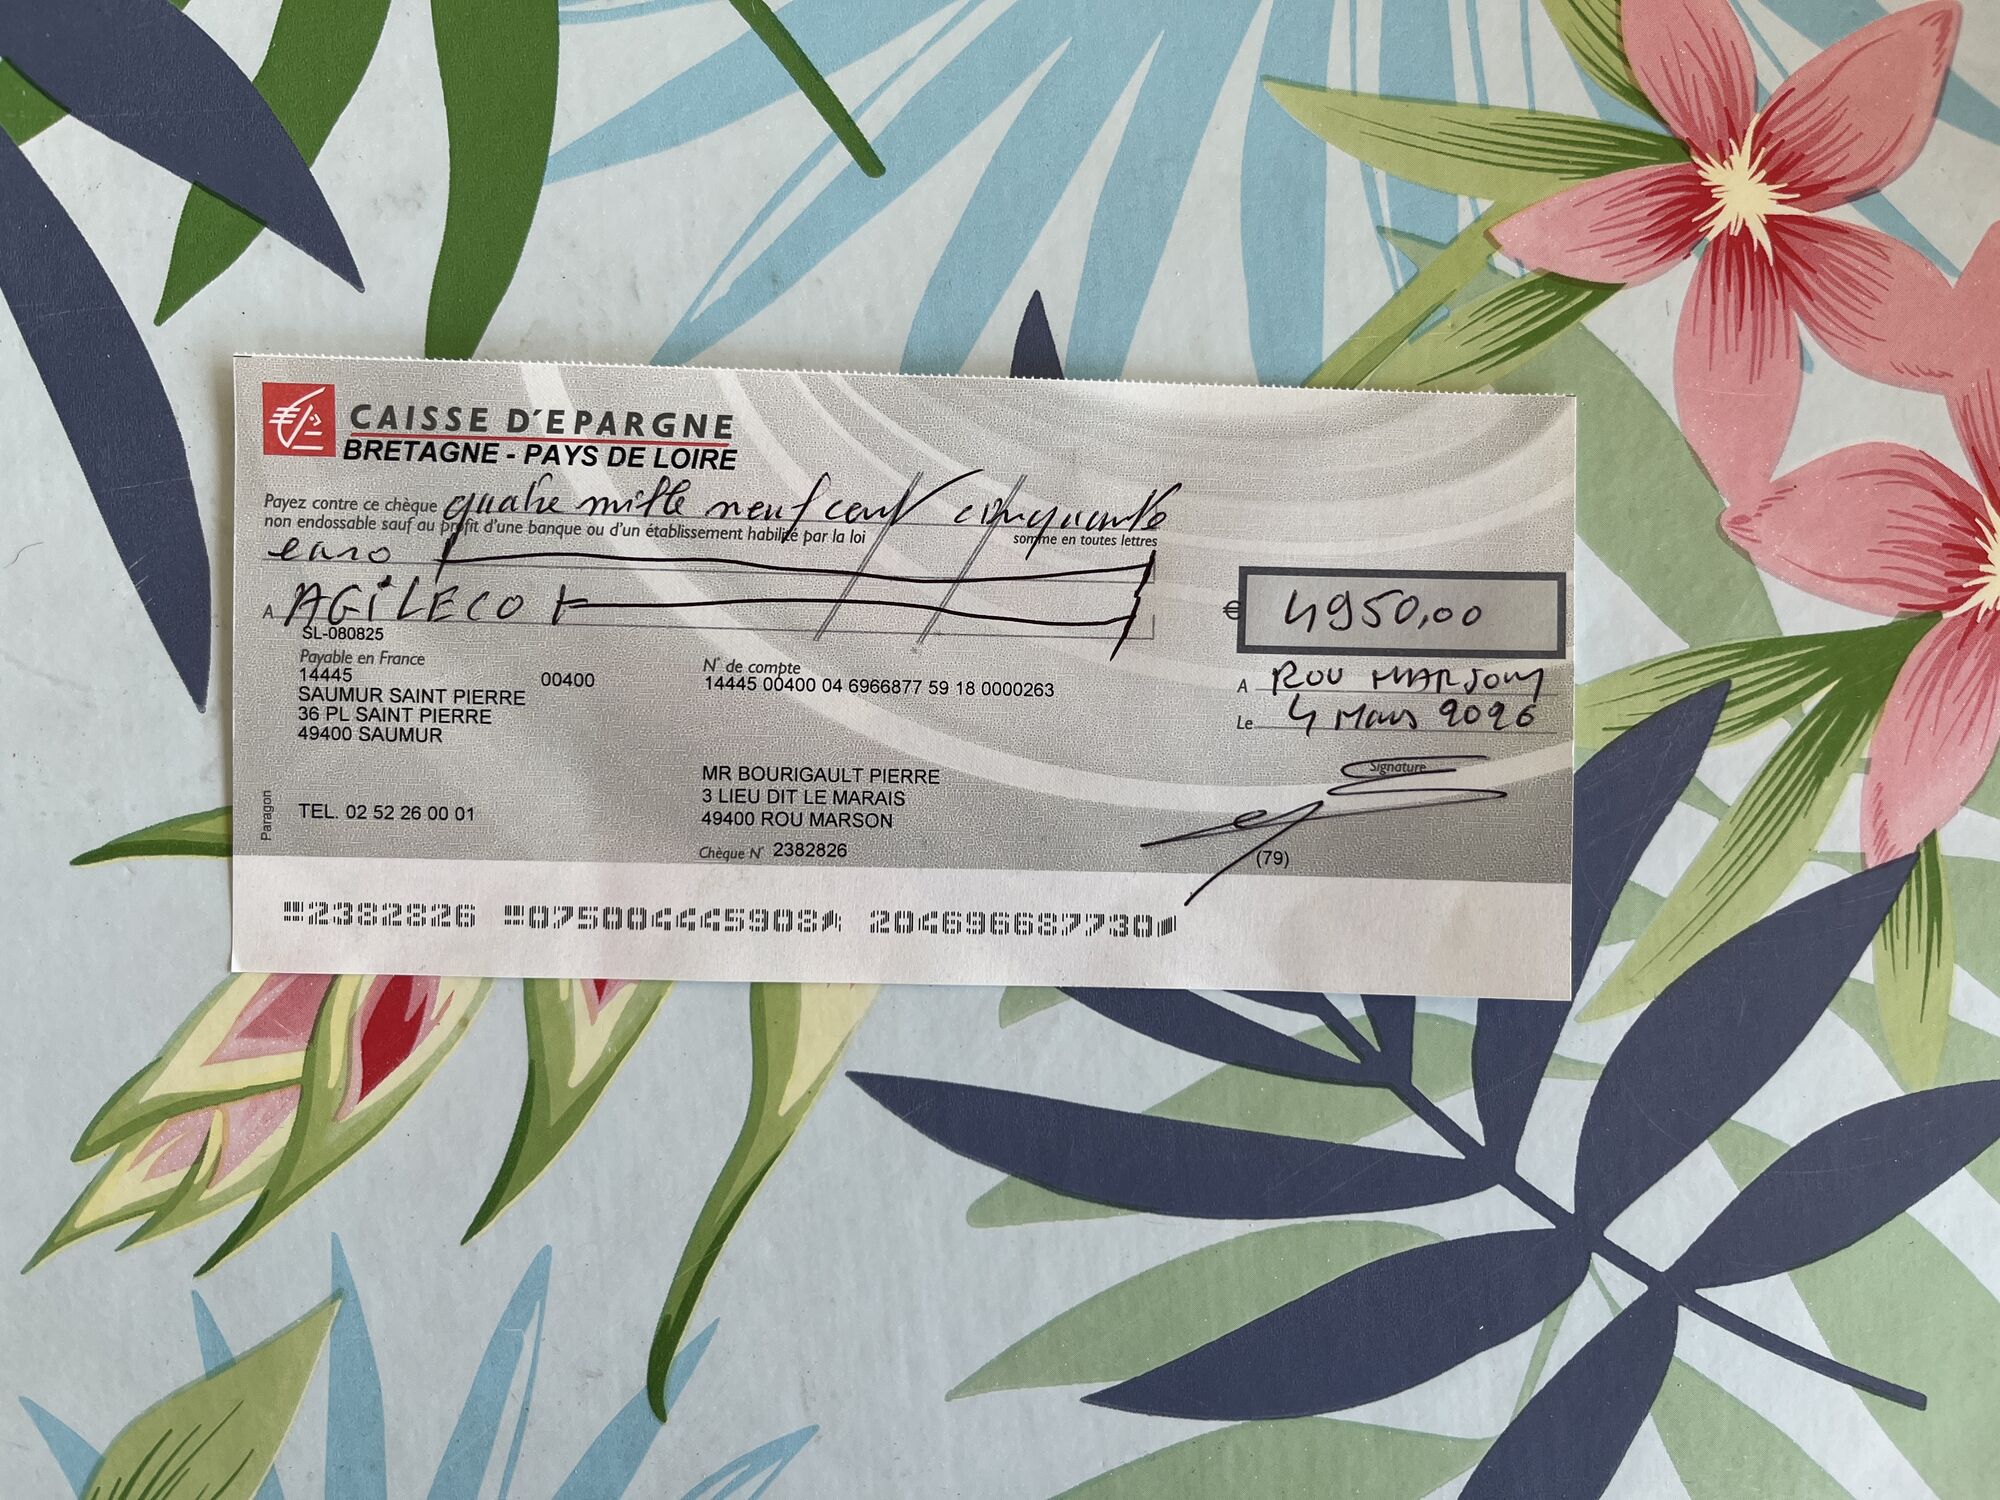 CAISSE D'EPARGNE
BRETAGNE - PAYS DE LOIRE
Payez contre ce chèque quatre mille neuf cent cinquante
non endossable sauf au profit d'une banque ou d'un établissement habilité par la loi
somme en toutes lettres
euro
A AGiLECO
€ 4950,00
SL-080825
Payable en France
14445 00400
SAUMUR SAINT PIERRE
36 PL SAINT PIERRE
49400 SAUMUR
N° de compte
14445 00400 04 6966877 59 18 0000263
A ROU MARSON
Le 4 Mars 2026
Signature
MR BOURIGAULT PIERRE
3 LIEU DIT LE MARAIS
49400 ROU MARSON
TEL. 02 52 26 00 01
Chèque N° 2382826
(79)
Paragon
2382826 075004445908 204696687730